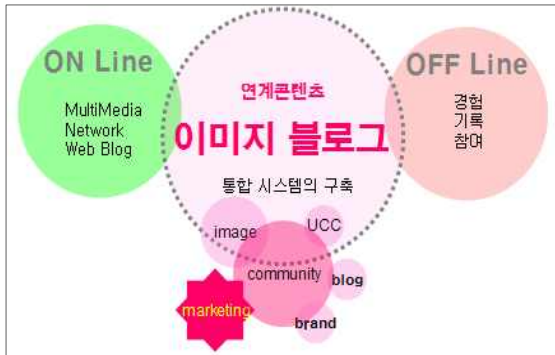 ON Line
MultiMedia
Network
Web Blog
연계콘텐츠
이미지 블로그
통합 시스템의 구축
OFF Line
경험
기록
참여
image
UCC
community
blog
marketing
brand